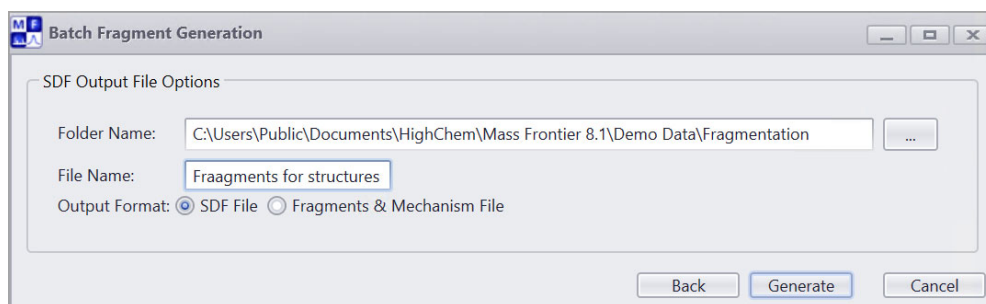 MF Batch Fragment Generation
SDF Output File Options
Folder Name: C:\Users\Public\Documents\HighChem\Mass Frontier 8.1\Demo Data\Fragmentation ...
File Name: Fraagments for structures
Output Format: SDF File Fragments & Mechanism File
Back Generate Cancel